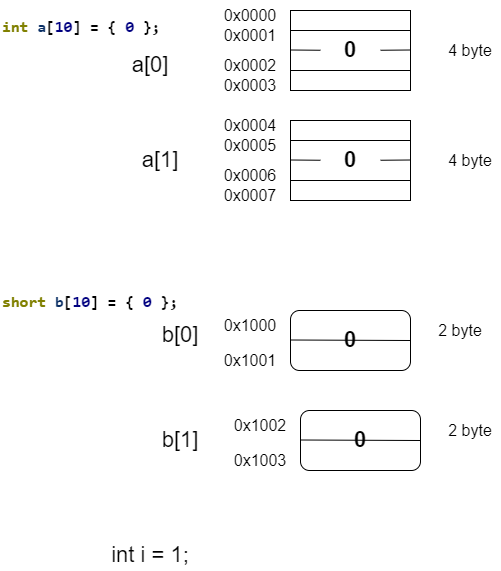 int a[10] = { 0 };
a[0]
0x0000
0x0001
0x0002
0x0003
0
4 byte
a[1]
0x0004
0x0005
0x0006
0x0007
0
4 byte
short b[10] = { 0 };
b[0]
0x1000
0x1001
0
2 byte
b[1]
0x1002
0x1003
0
2 byte
int i = 1;